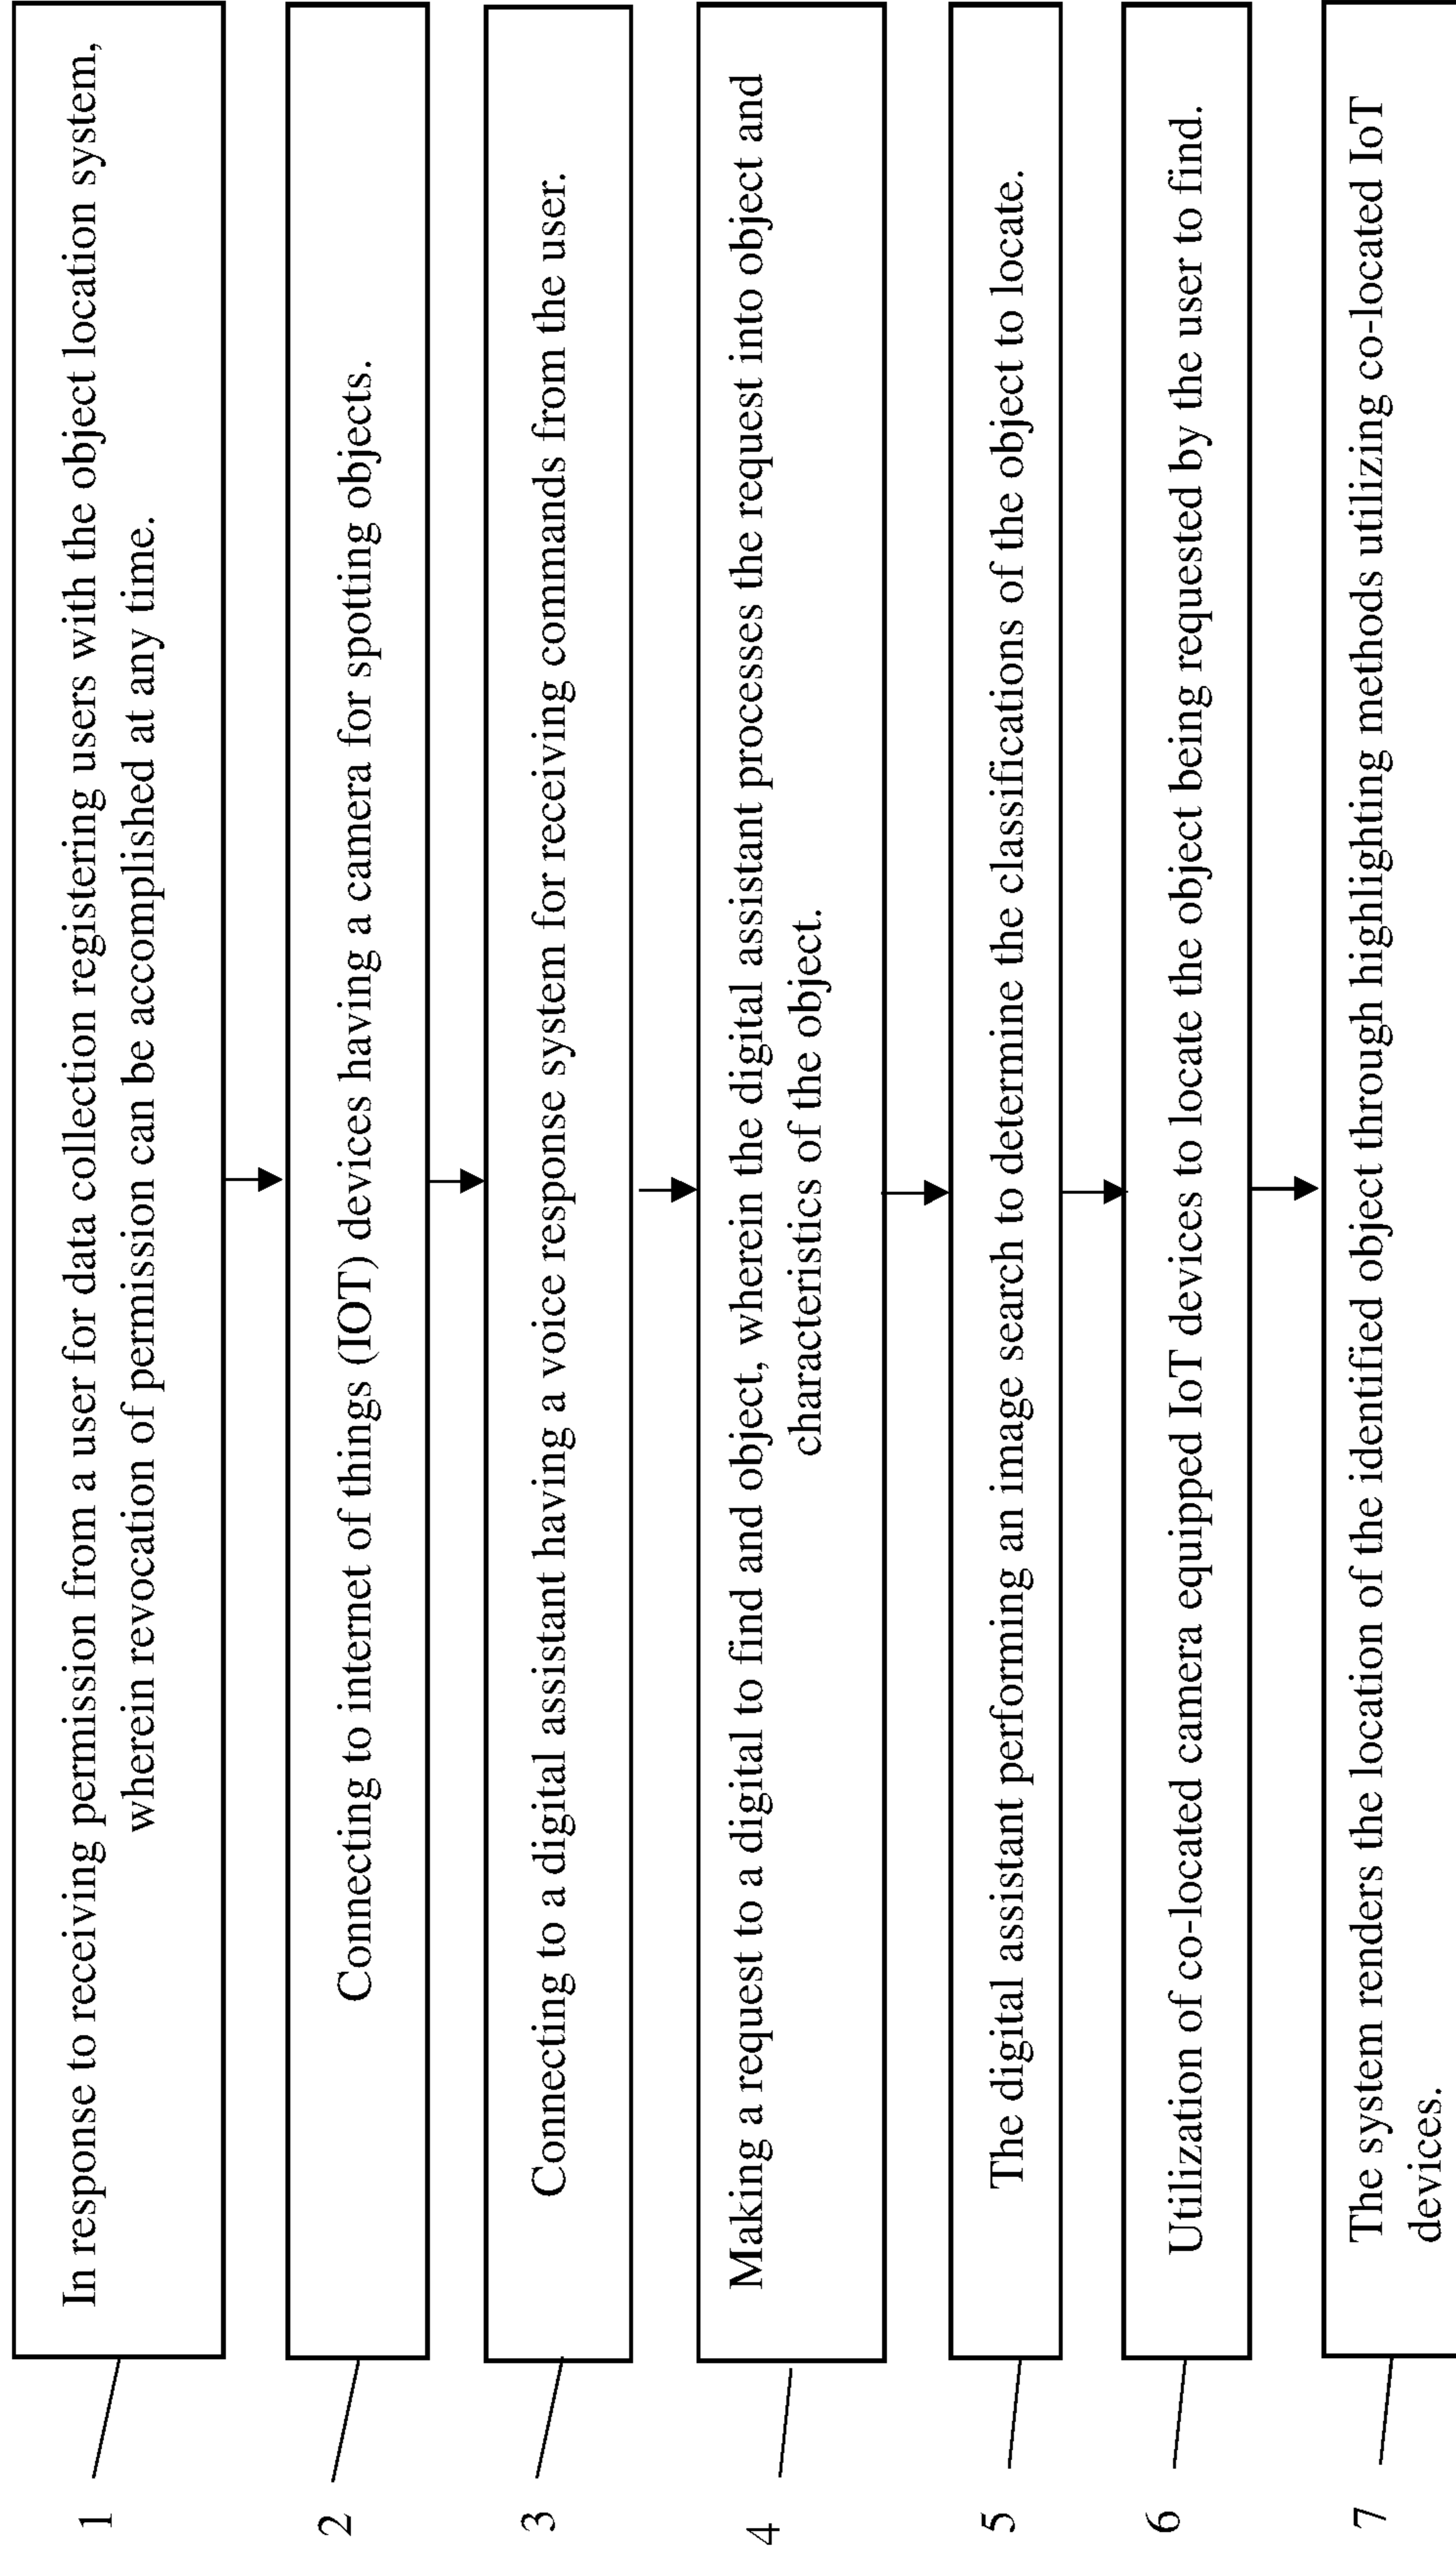 1
In response to receiving permission from a user for data collection registering users with the object location system,
wherein revocation of permission can be accomplished at any time.
2
Connecting to internet of things (IOT) devices having a camera for spotting objects.
3
Connecting to a digital assistant having a voice response system for receiving commands from the user.
4
Making a request to a digital to find and object, wherein the digital assistant processes the request into object and
characteristics of the object.
5
The digital assistant performing an image search to determine the classifications of the object to locate.
6
Utilization of co-located camera equipped IoT devices to locate the object being requested by the user to find.
7
The system renders the location of the identified object through highlighting methods utilizing co-located IoT
devices.